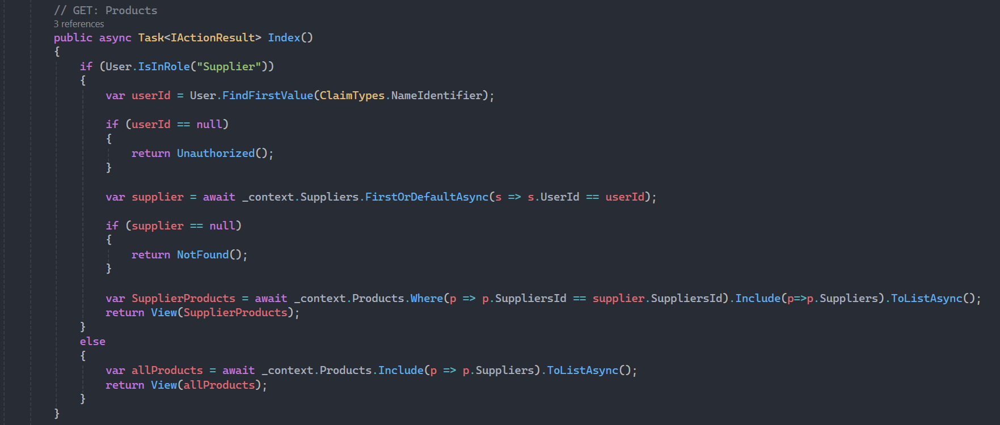 // GET: Products
3 references
public async Task<IActionResult> Index()
{
if (User.IsInRole("Supplier"))
{
var userId = User.FindFirstValue(ClaimTypes.NameIdentifier);
if (userId == null)
{
return Unauthorized();
}
var supplier = await _context.Suppliers.FirstOrDefaultAsync(s => s.UserId == userId);
if (supplier == null)
{
return NotFound();
}
var SupplierProducts = await _context.Products.Where(p => p.SuppliersId == supplier.SuppliersId).Include(p=>p.Suppliers).ToListAsync();
return View(SupplierProducts);
}
else
{
var allProducts = await _context.Products.Include(p => p.Suppliers).ToListAsync();
return View(allProducts);
}
}